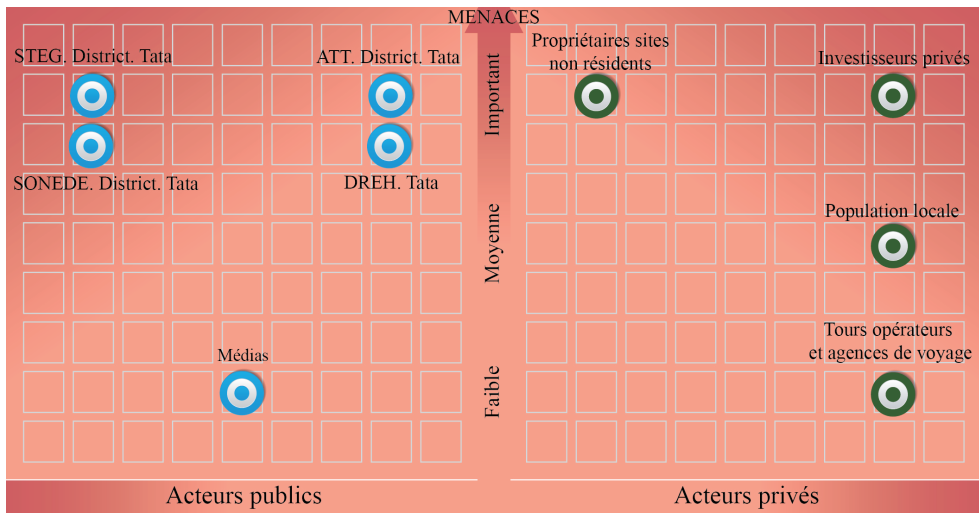 MENACES
STEG. District. Tata
ATT. District. Tata
SONEDE. District. Tata
DREH. Tata
Médias
Important
Moyenne
Faible
Propriétaires sites
non résidents
Investisseurs privés
Population locale
Tours opérateurs
et agences de voyage
Acteurs publics
Acteurs privés